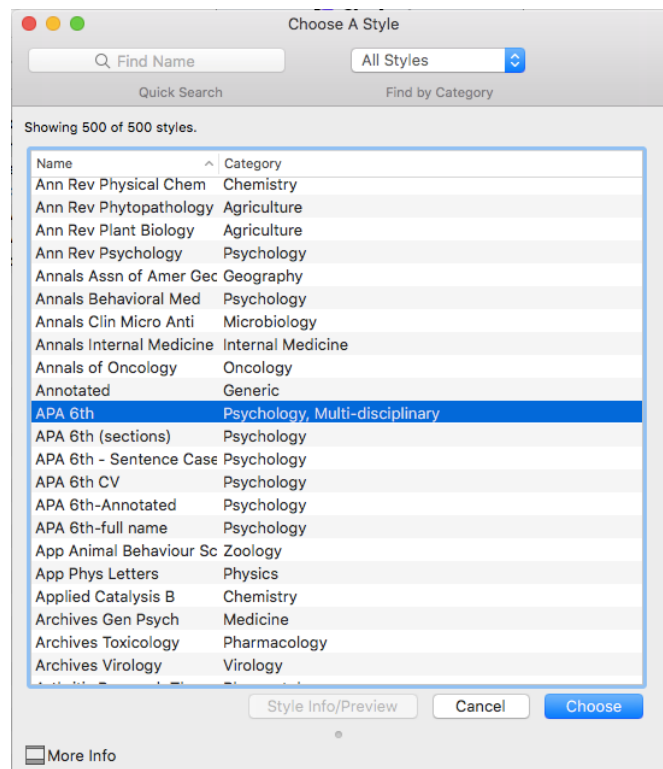 Choose A Style
Find Name All Styles
Quick Search Find by Category
Showing 500 of 500 styles.
Name Category
Ann Rev Physical Chem Chemistry
Ann Rev Phytopathology Agriculture
Ann Rev Plant Biology Agriculture
Ann Rev Psychology Psychology
Annals Assn of Amer Geo Geography
Annals Behavioral Med Psychology
Annals Clin Micro Anti Microbiology
Annals Internal Medicine Internal Medicine
Annals of Oncology Oncology
Annotated Generic
APA 6th Psychology, Multi-disciplinary
APA 6th (sections) Psychology
APA 6th - Sentence Case Psychology
APA 6th CV Psychology
APA 6th-Annotated Psychology
APA 6th-full name Psychology
App Animal Behaviour Sc Zoology
App Phys Letters Physics
Applied Catalysis B Chemistry
Archives Gen Psych Medicine
Archives Toxicology Pharmacology
Archives Virology Virology
Style Info/Preview Cancel Choose
More Info